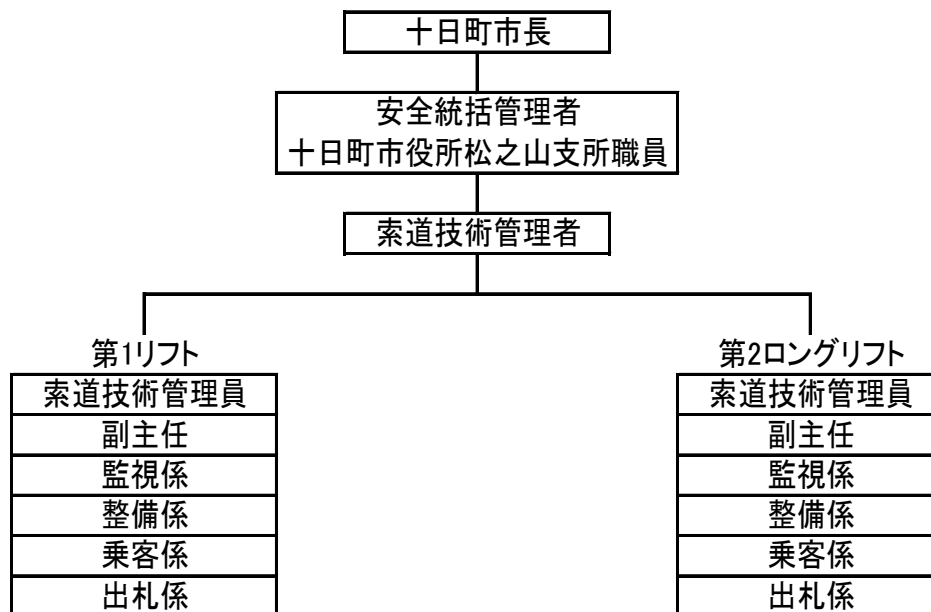 十日町市長
安全統括管理者
十日町市役所松之山支所職員
索道技術管理者
第1リフト
索道技術管理員
副主任
監視係
整備係
乗客係
出札係
第2ロングリフト
索道技術管理員
副主任
監視係
整備係
乗客係
出札係